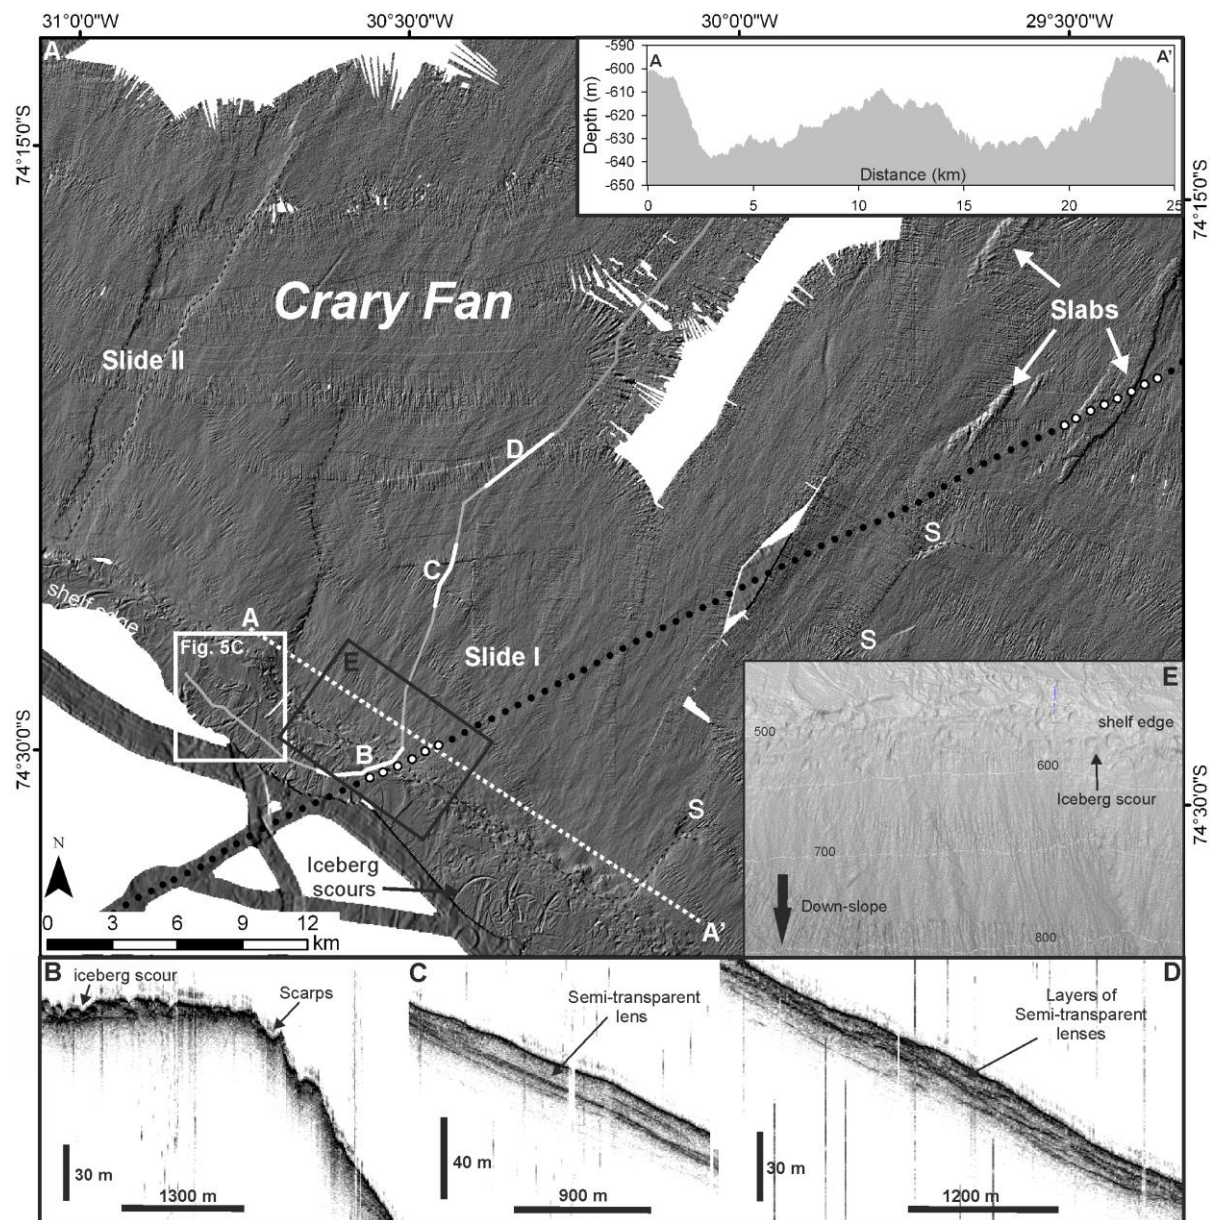 31°0'0"W
30°30'0"W
30°0'0"W
29°30'0"W
A
-590
-600
-610
-620
-630
-640
-650
Depth (m)
A
A'
Distance (km)
0
5
10
15
20
25
74°15'0"S
74°15'0"S
Crary Fan
Slabs
Slide II
D
S
C
shelf edge
A
Fig. 5C
E
Slide I
S
74°30'0"S
B
S
74°30'0"S
N
Iceberg
scours
A'
0 3 6 9 12
km
E
shelf edge
500
600
Iceberg scour
700
Down-slope
800
B
iceberg scour
Scarps
30 m
1300 m
C
Semi-transparent
lens
40 m
900 m
D
Layers of
Semi-transparent
lenses
30 m
1200 m